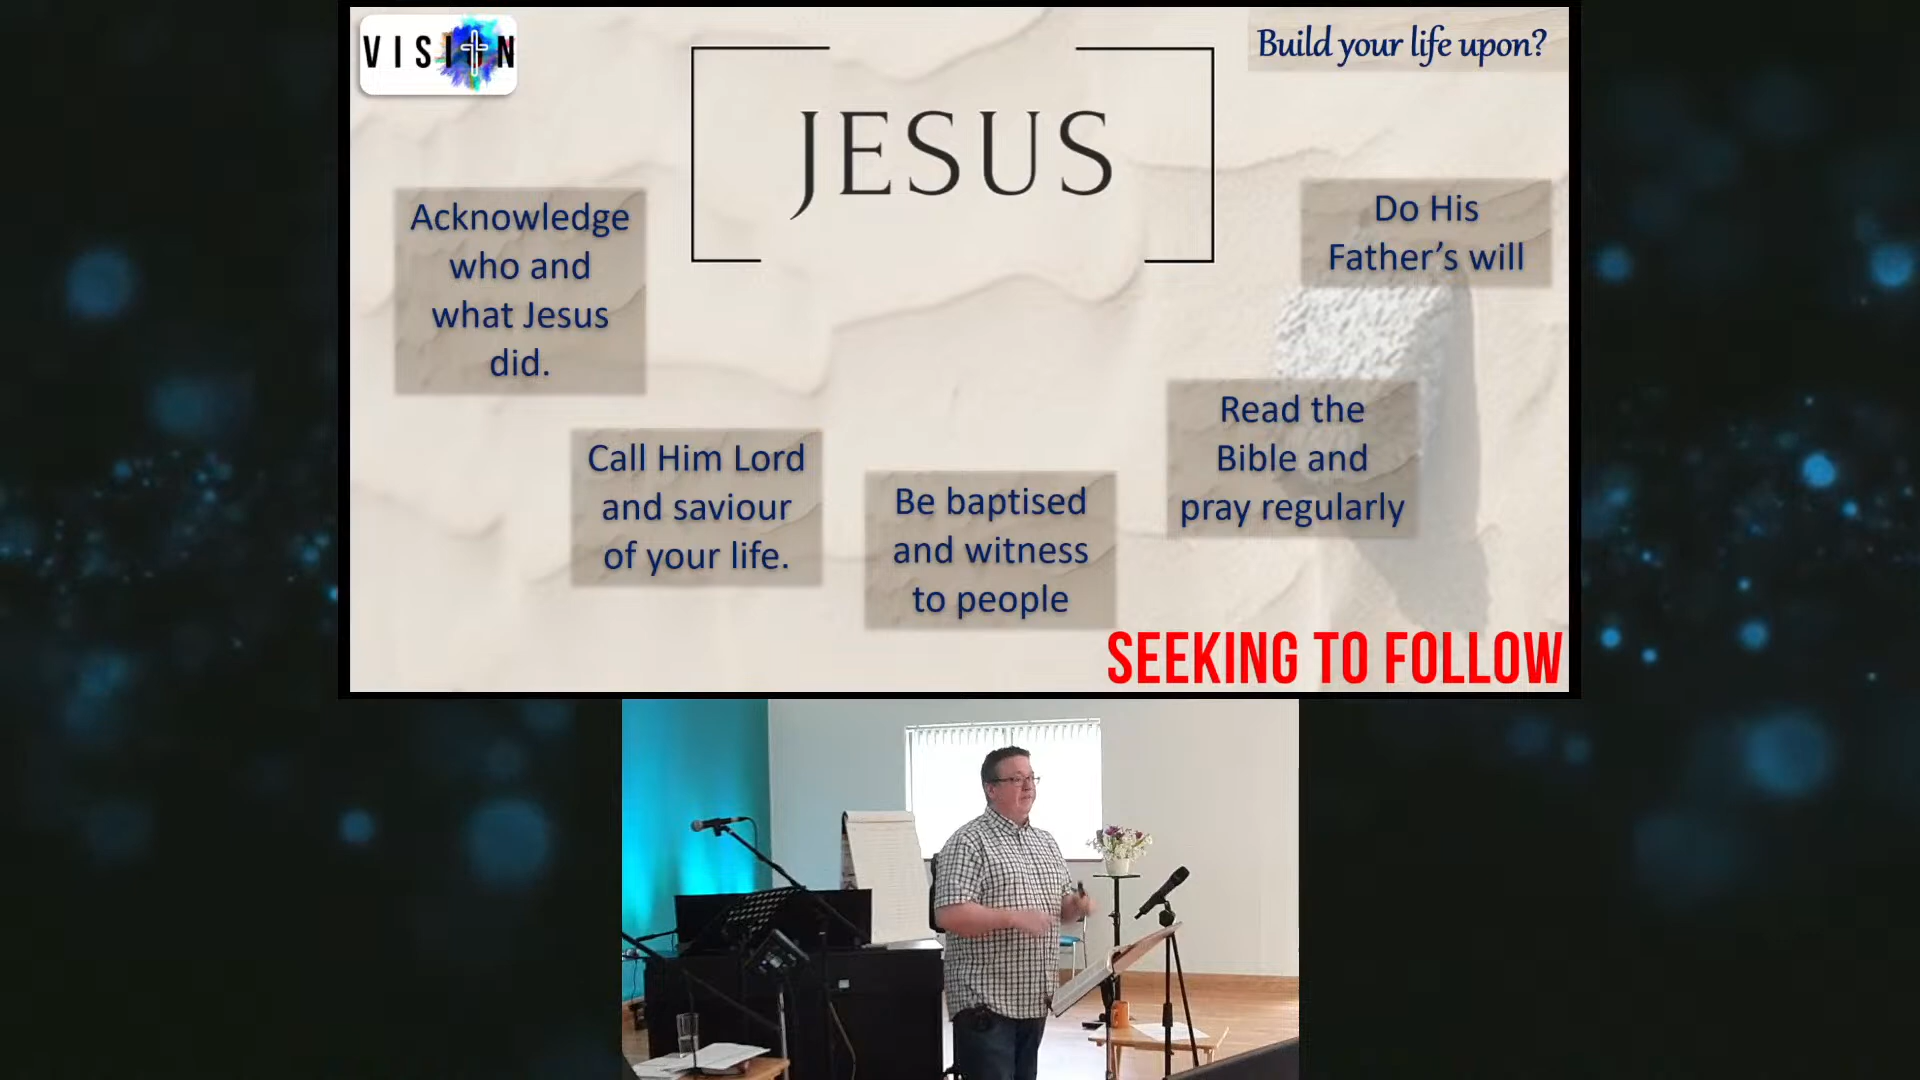 VISION
Build your life upon?
JESUS
Acknowledge
who and
what Jesus
did.
Call Him Lord
and saviour
of your life.
Be baptised
and witness
to people
Read the
Bible and
pray regularly
Do His
Father's will
SEEKING TO FOLLOW